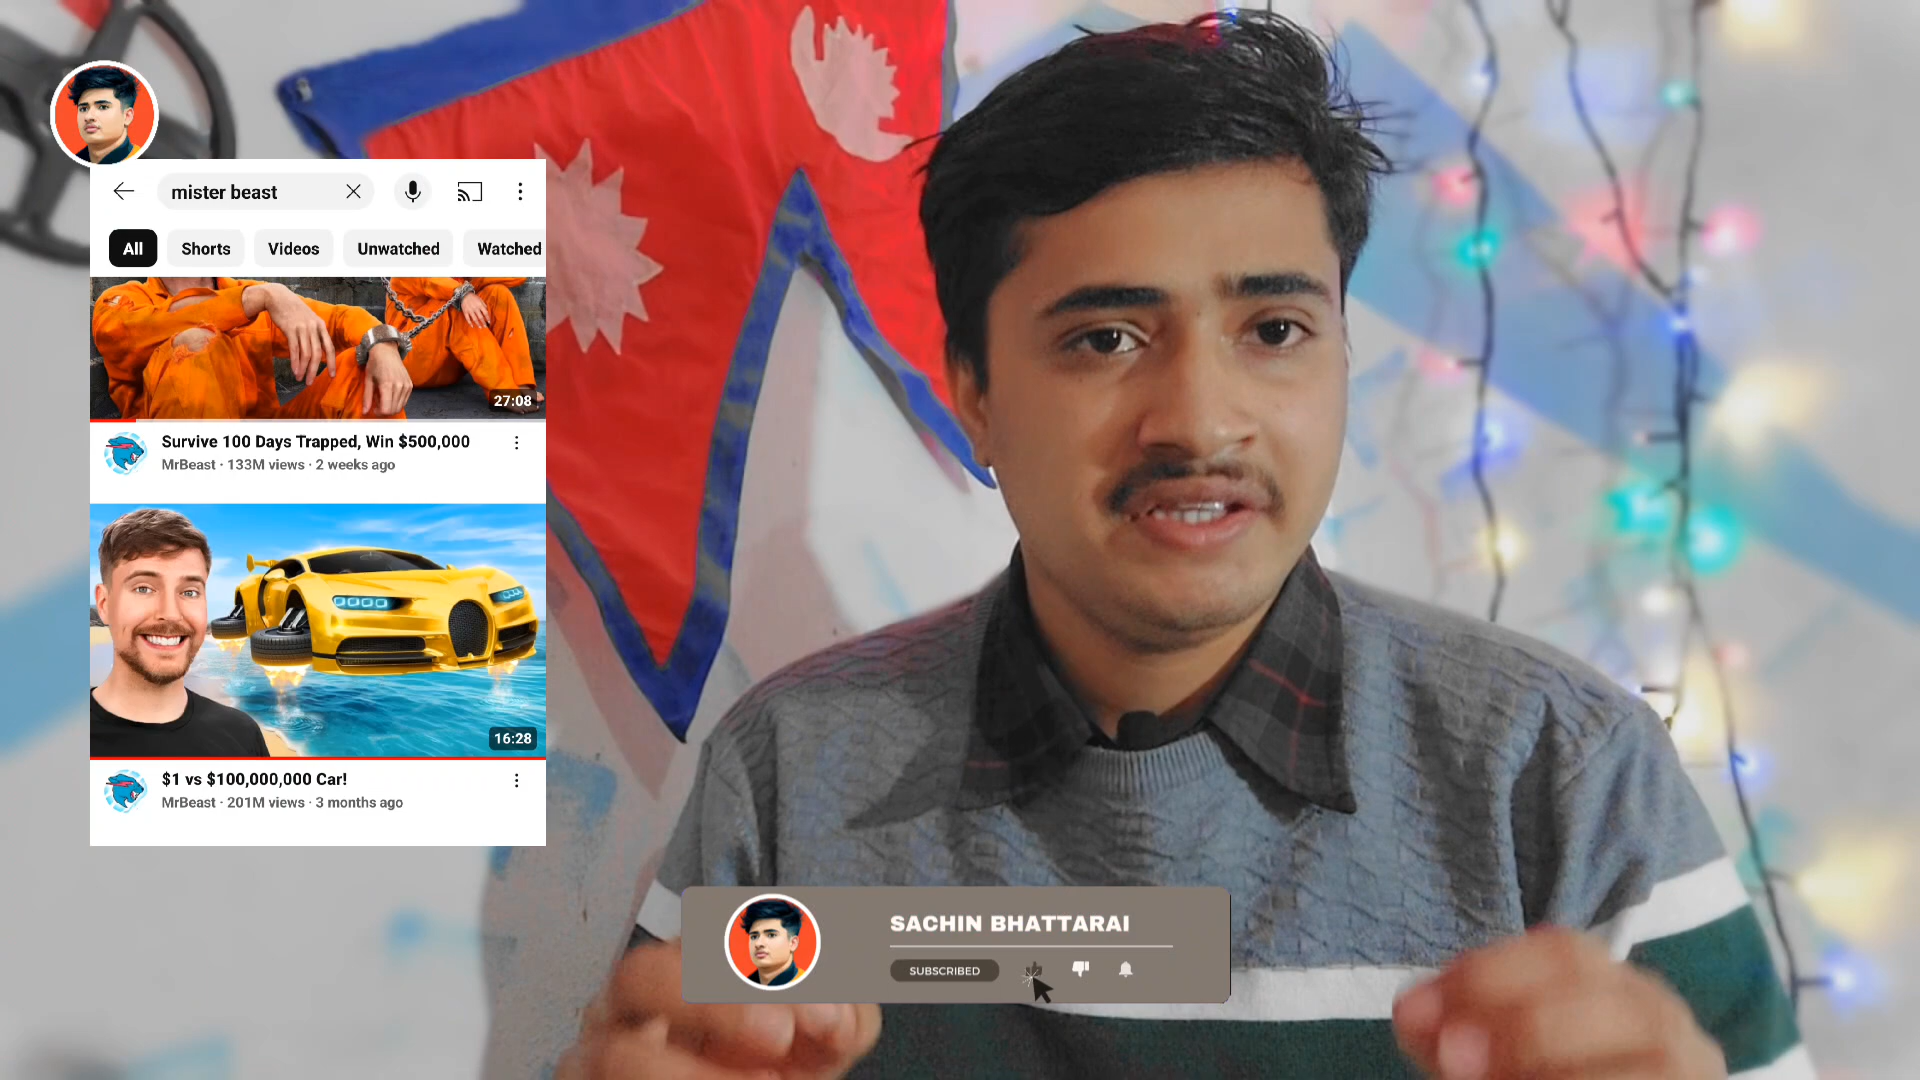 mister beast
All
Shorts
Videos
Unwatched
Watched
27:08
Survive 100 Days Trapped, Win $500,000
MrBeast · 133M views · 2 weeks ago
16:28
$1 vs $100,000,000 Car!
MrBeast · 201M views · 3 months ago
SACHIN BHATTARAI
SUBSCRIBED